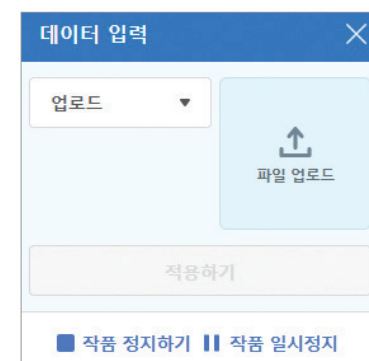 데이터 입력
업로드
파일 업로드
적용하기
작품 정지하기 작품 일시정지